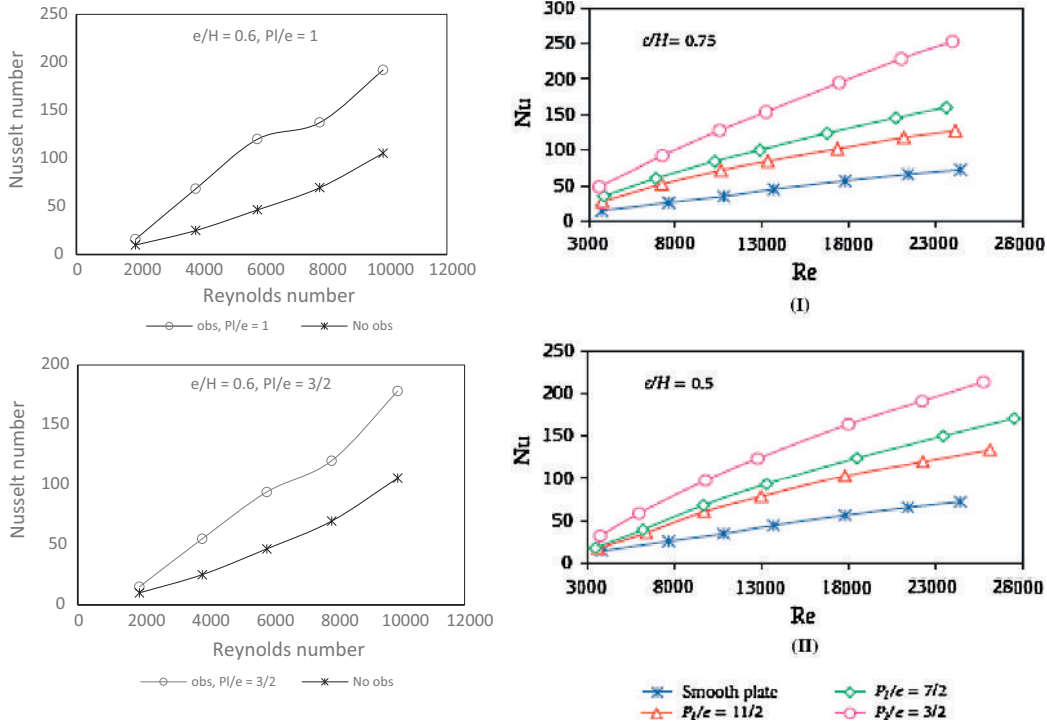 250
200
150
100
50
0
e/H = 0.6, Pl/e = 1
Nusselt number
0 2000 4000 6000 8000 10000 12000
Reynolds number
obs, Pl/e = 1 No obs
200
150
100
50
0
e/H = 0.6, Pl/e = 3/2
Nusselt number
0 2000 4000 6000 8000 10000 12000
Reynolds number
obs, Pl/e = 3/2 No obs
300
250
200
150
100
50
0
e/H = 0.75
Nu
3000 8000 13000 18000 23000 28000
Re
(I)
250
200
150
100
50
0
e/H = 0.5
Nu
3000 8000 13000 18000 23000 28000
Re
(II)
Smooth plate P_l/e = 7/2
P_l/e = 11/2 P_l/e = 3/2